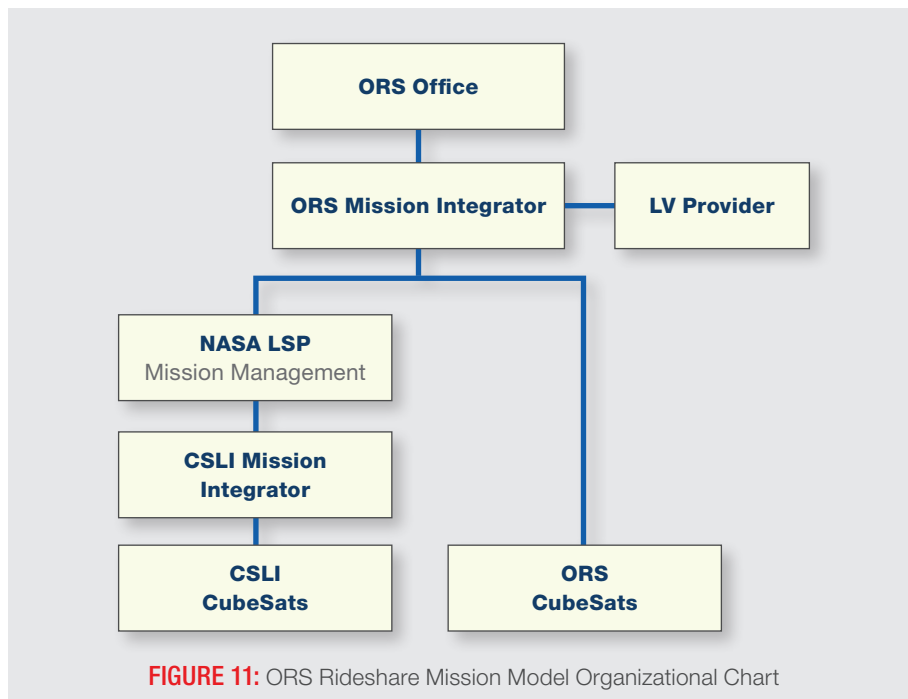 ORS Office
ORS Mission Integrator
LV Provider
NASA LSP
Mission Management
CSLI Mission
Integrator
CSLI
CubeSats
ORS
CubeSats
FIGURE 11: ORS Rideshare Mission Model Organizational Chart